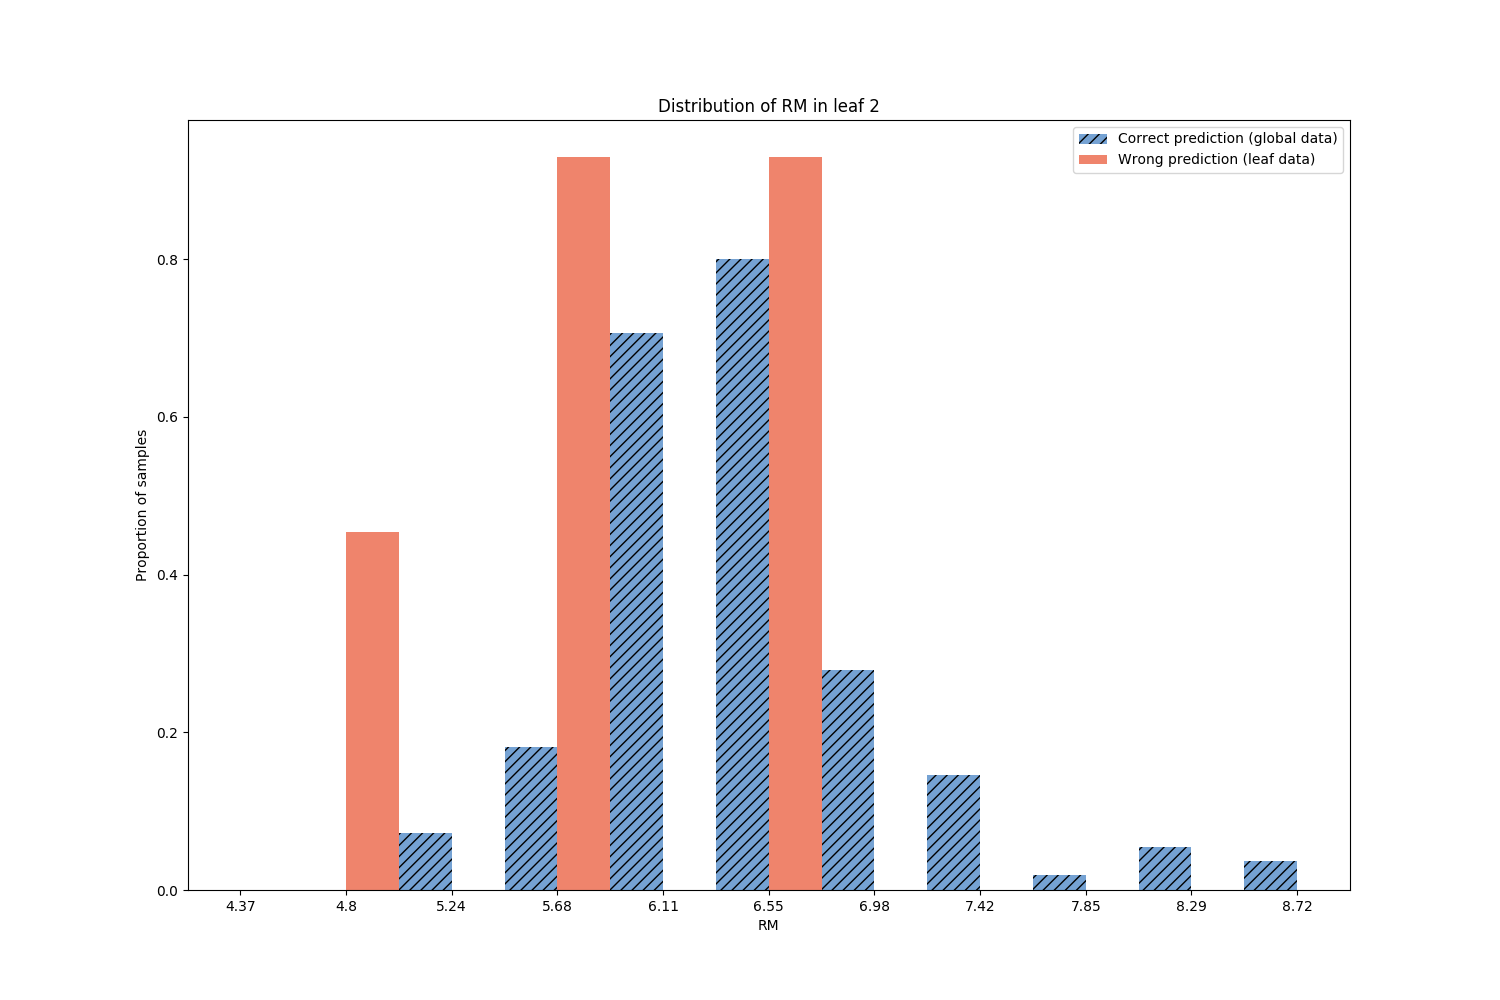 Distribution of RM in leaf 2
Correct prediction (global data)
Wrong prediction (leaf data)
Proportion of samples
0.8
0.6
0.4
0.2
0.0
4.37 4.8 5.24 5.68 6.11 6.55 6.98 7.42 7.85 8.29 8.72
RM